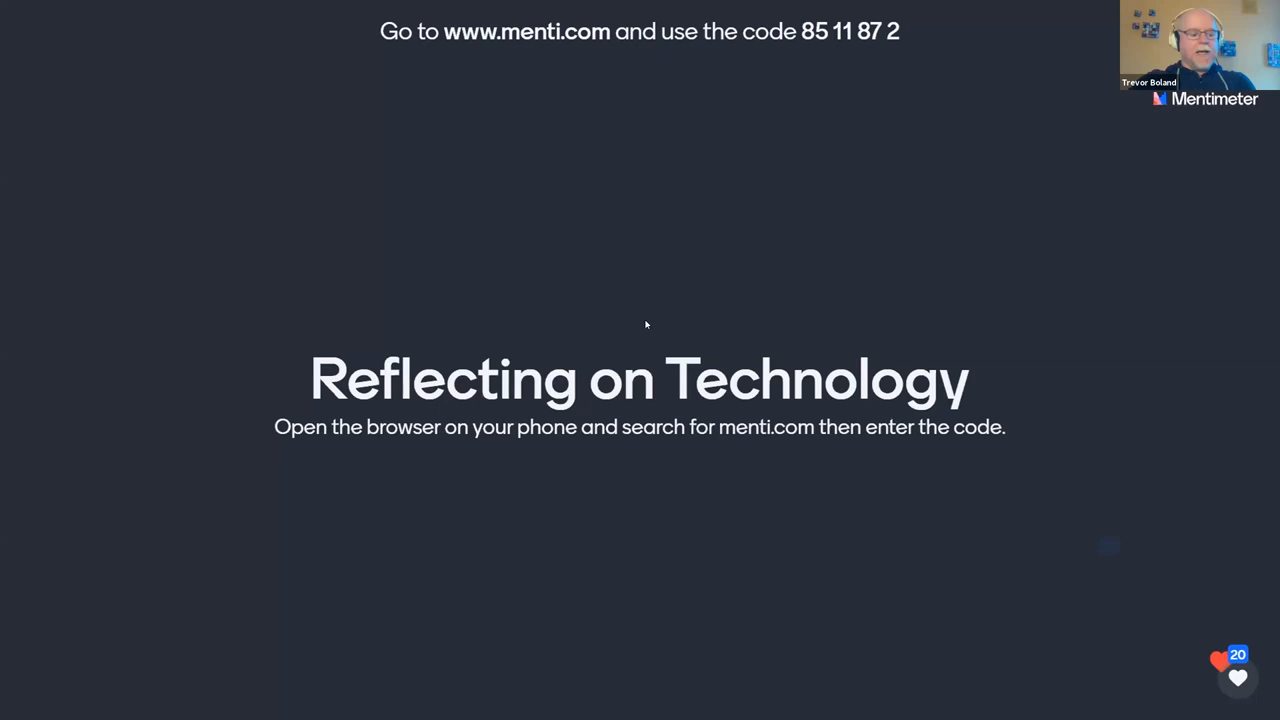 Go to www.menti.com and use the code 85 11 87 2
Trevor Boland
Mentimeter
Reflecting on Technology
Open the browser on your phone and search for menti.com then enter the code.
20